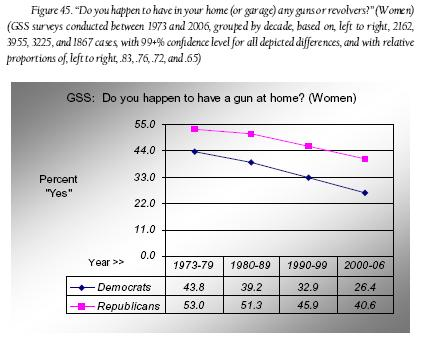 Figure 45. "Do you happen to have in your home (or garage) any guns or revolvers?" (Women)
(GSS surveys conducted between 1973 and 2006, grouped by decade, based on, left to right, 2162,
3955, 3225, and 1867 cases, with 99+% confidence level for all depicted differences, and with relative
proportions of, left to right, .83, .76, .72, and .65)
GSS: Do you happen to have a gun at home? (Women)
55.0
44.0
33.0
22.0
11.0
0.0
Percent
"Yes"
Year >>
1973-79 1980-89 1990-99 2000-06
Democrats 43.8 39.2 32.9 26.4
Republicans 53.0 51.3 45.9 40.6